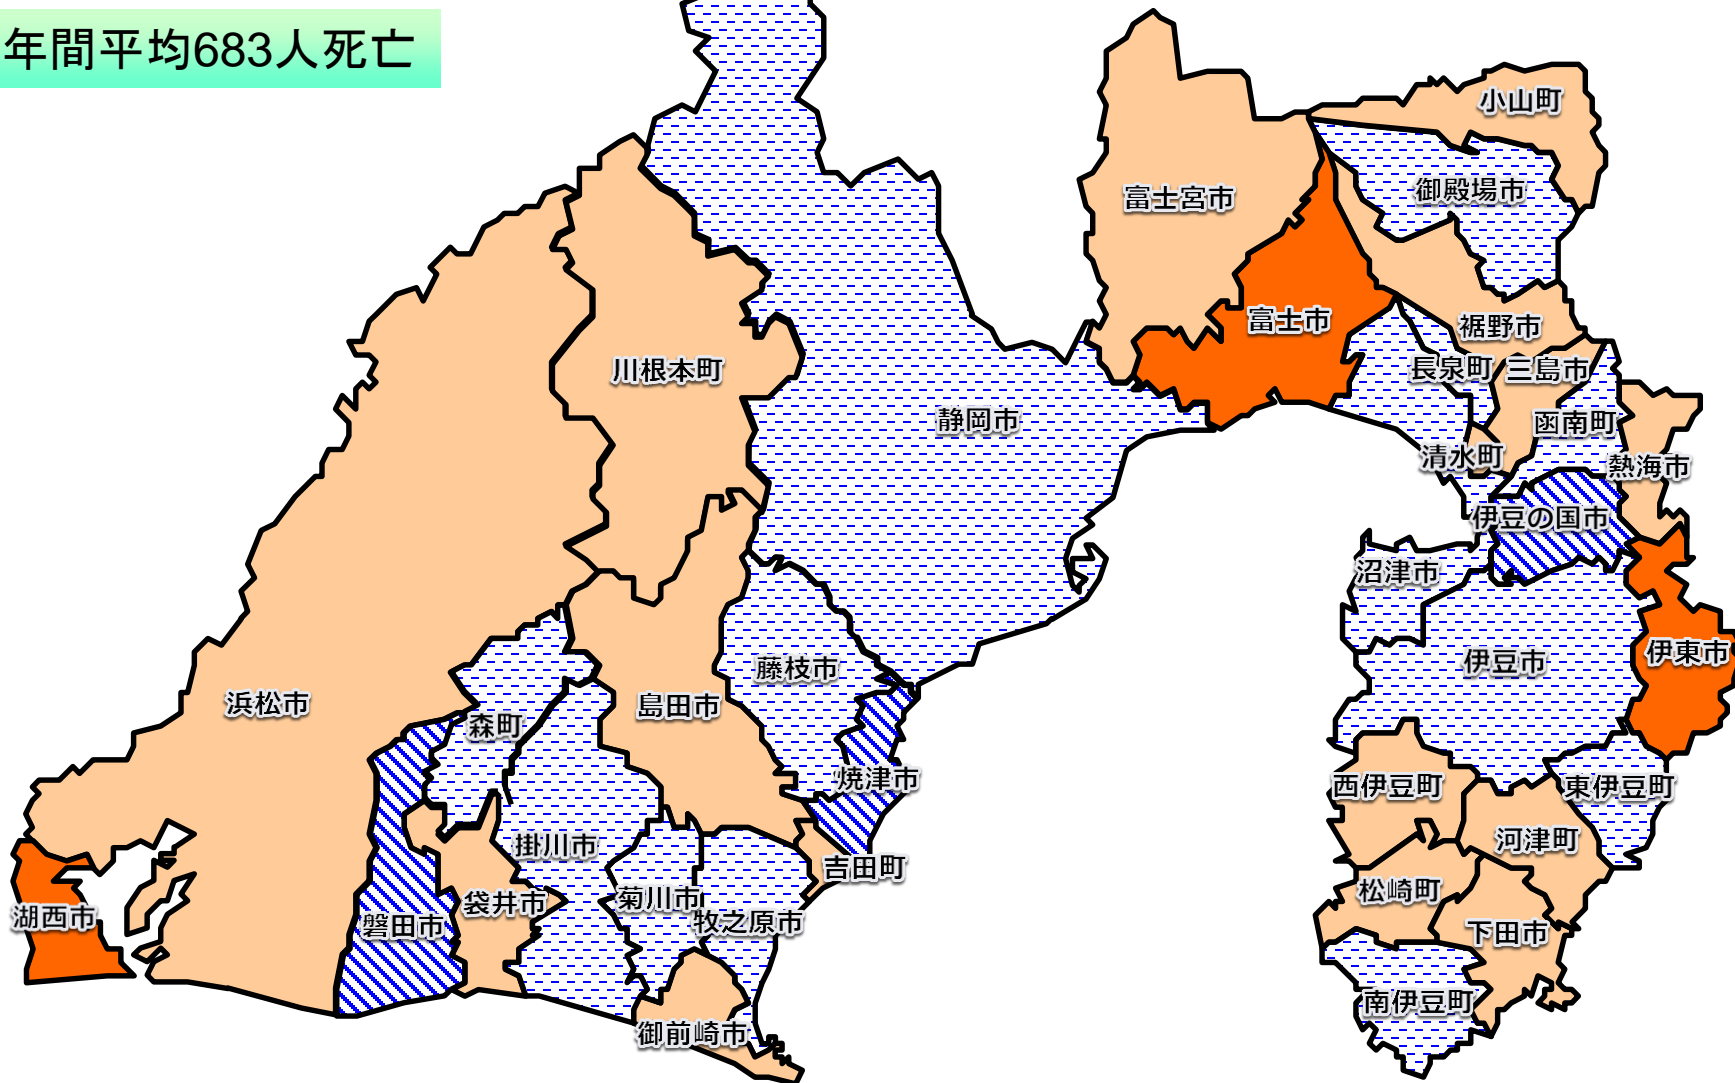 年間平均683人死亡
小山町
御殿場市
富士宮市
富士市
裾野市
長泉町
三島市
川根本町
静岡市
函南町
清水町
熱海市
伊豆の国市
沼津市
伊豆市
伊東市
藤枝市
浜松市
島田市
森町
焼津市
西伊豆町
東伊豆町
掛川市
河津町
吉田町
松崎町
菊川市
袋井市
湖西市
磐田市
牧之原市
下田市
南伊豆町
御前崎市